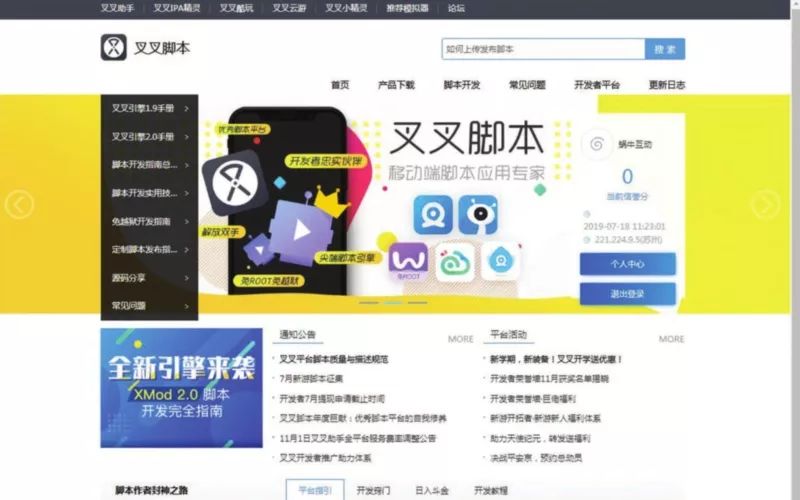 叉叉助手 叉叉IPA精灵 叉叉酷玩 叉叉云游 叉叉小精灵 推荐模拟器 论坛
叉叉脚本
如何上传发布脚本 搜索
首页 产品下载 脚本开发 常见问题 开发者平台 更新日志
叉叉引擎1.9手册
叉叉引擎2.0手册
脚本开发指南总...
脚本开发实用技...
免越狱开发指南
定制脚本发布指...
源码分享
常见问题
优秀脚本平台
开发者忠实伙伴
解放双手
尖端脚本引擎
免ROOT免越狱
叉叉脚本
移动端脚本应用专家
免ROOT
蜗牛互动
0
当前信誉分
2019-07-18 11:23:01
221.224.9.5(苏州)
个人中心
退出登录
全新引擎来袭
XMod 2.0 脚本
开发完全指南
通知公告 MORE
叉叉平台脚本质量与描述规范
7月新游脚本征集
开发者7月提现申请截止时间
叉叉脚本年度巨献：优秀脚本平台的自我修养
11月1日叉叉助手全平台服务费率调整公告
叉叉开发者推广助力体系
平台活动 MORE
新学期，新装备！叉叉开学送优惠！
开发者荣誉墙11月获奖名单揭晓
开发者荣誉墙·巨电福利
新游开拓者·新游新人福利体系
助力天使纪元，转发送福利
决战平安京，预约总动员
脚本作者封神之路
平台指引 开发窍门 日入斗金 开发教程